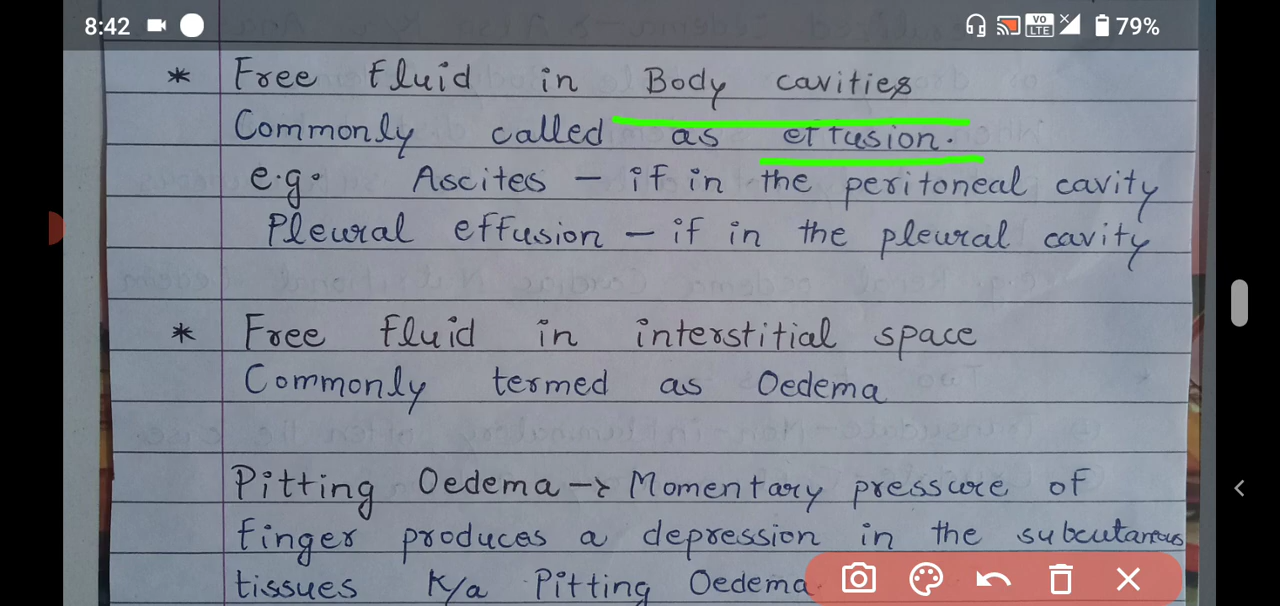 8:42 VO LTE 79%
* Free fluid in Body cavities
Commonly called as effusion.
e.g. Ascites - if in the peritoneal cavity
Pleural effusion - if in the pleural cavity
* Free fluid in interstitial space
Commonly termed as Oedema
Pitting Oedema → Momentary pressure of
finger produces a depression in the subcutaneous
tissues K/a Pitting Oedema.